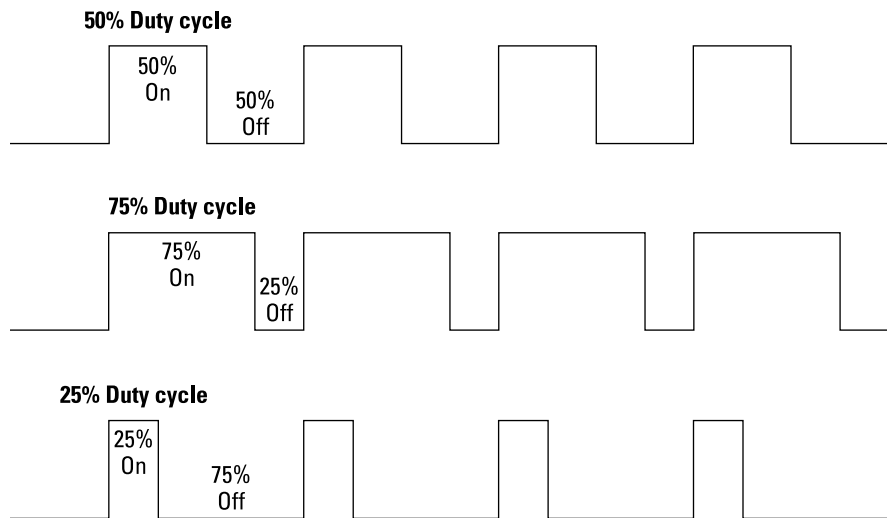 50% Duty cycle
50%
On
50%
Off
75% Duty cycle
75%
On
25%
Off
25% Duty cycle
25%
On
75%
Off